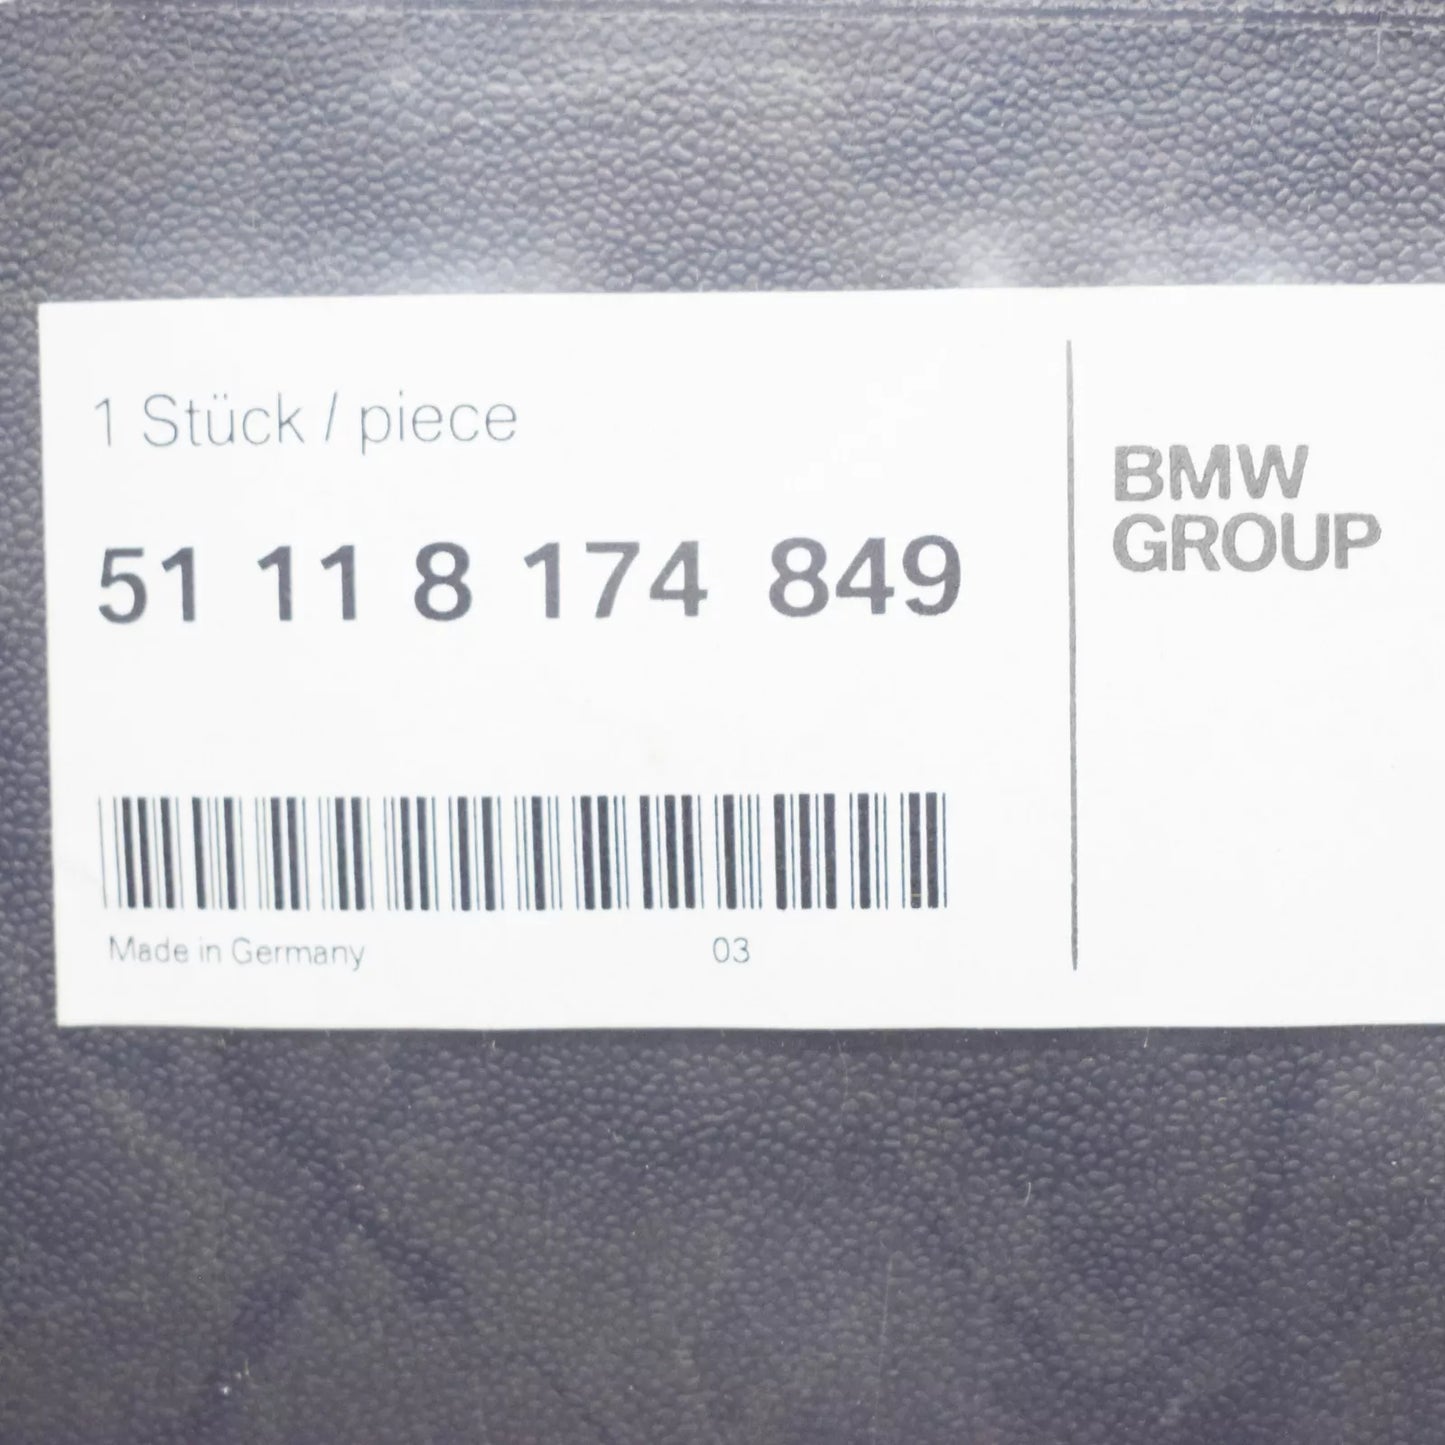 1 Stück / piece
51 11 8 174 849
Made in Germany 03
BMW
GROUP